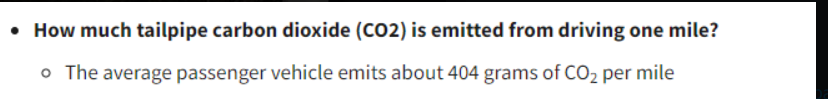 • How much tailpipe carbon dioxide (CO2) is emitted from driving one mile?
○ The average passenger vehicle emits about 404 grams of CO₂ per mile